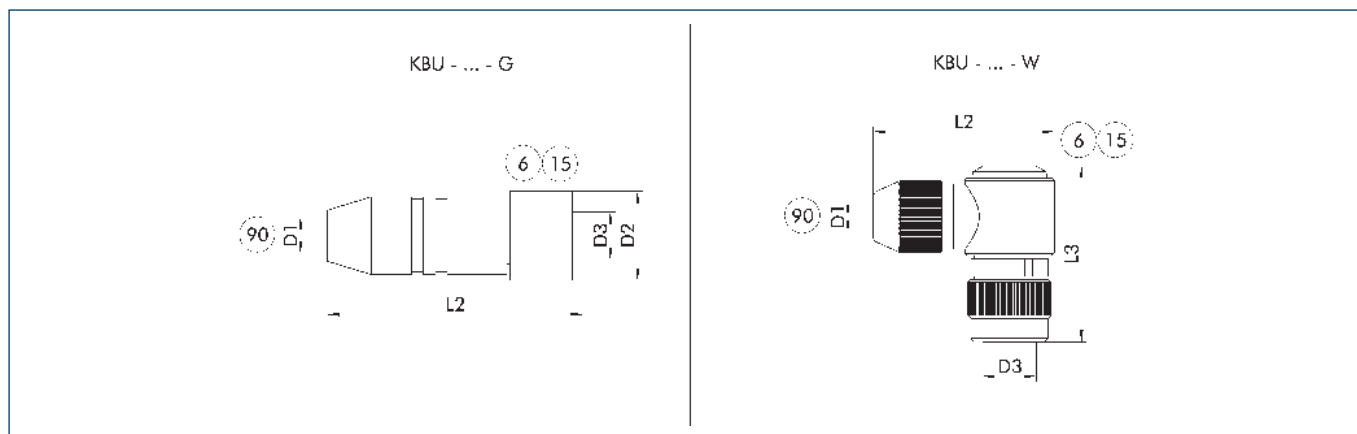 KBU - ... - G
6 15
90 D1
D3
D2
L2
KBU - ... - W
L2
6 15
90 D1
L3
D3